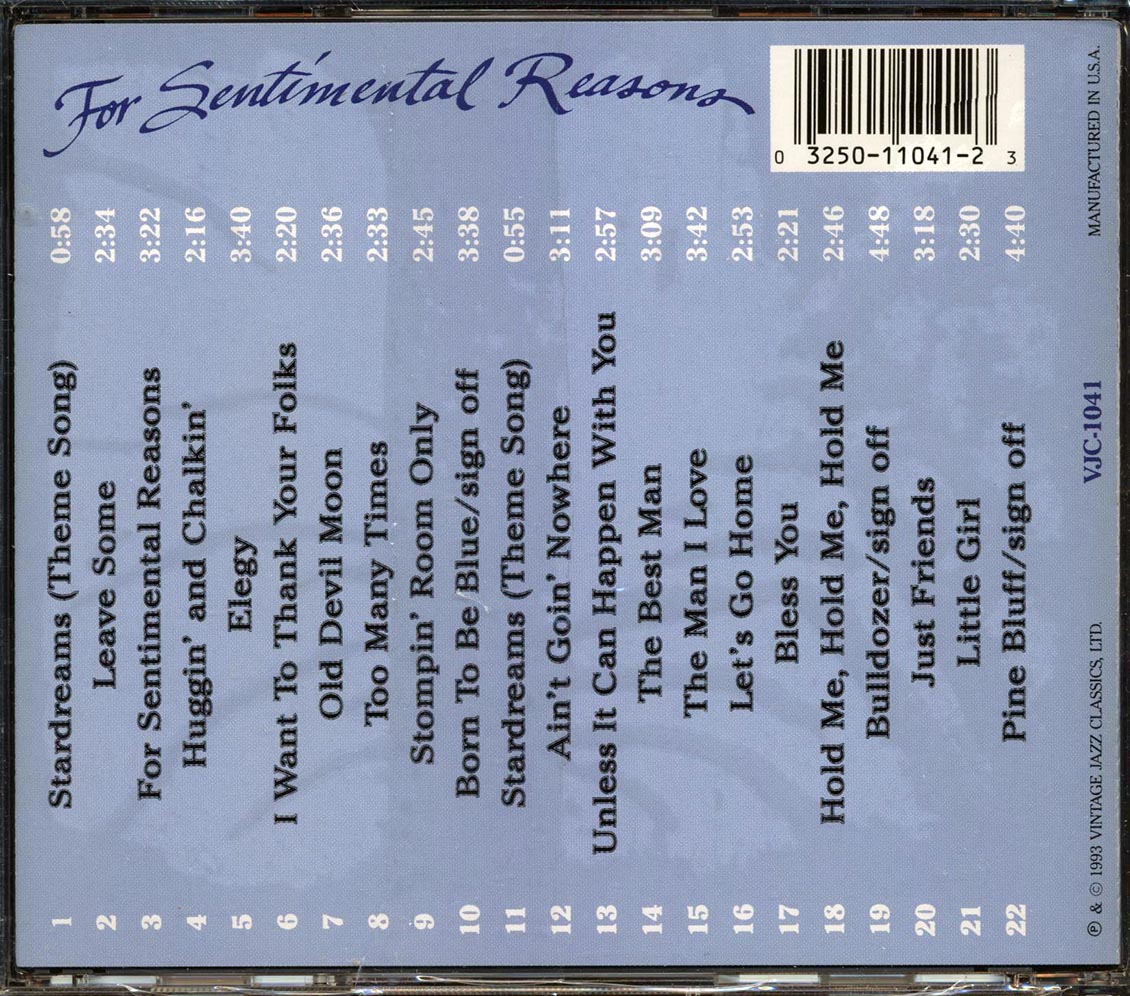 For Sentimental Reasons
0 3250-11041-2 3
1 Stardreams (Theme Song) 0:58
2 Leave Some 2:34
3 For Sentimental Reasons 3:22
4 Huggin' and Chalkin' 2:16
5 Elegy 3:40
6 I Want To Thank Your Folks 2:20
7 Old Devil Moon 2:36
8 Too Many Times 2:33
9 Stompin' Room Only 2:45
10 Born To Be Blue/sign off 3:38
11 Stardreams (Theme Song) 0:55
12 Ain't Goin' Nowhere 3:11
13 Unless It Can Happen With You 2:57
14 The Best Man 3:09
15 The Man I Love 3:42
16 Let's Go Home 2:53
17 Bless You 2:21
18 Hold Me, Hold Me, Hold Me 2:46
19 Bulldozer/sign off 4:48
20 Just Friends 3:18
21 Little Girl 2:30
22 Pine Bluff/sign off 4:40
℗ & © 1993 VINTAGE JAZZ CLASSICS, LTD. VJC-1041 MANUFACTURED IN U.S.A.